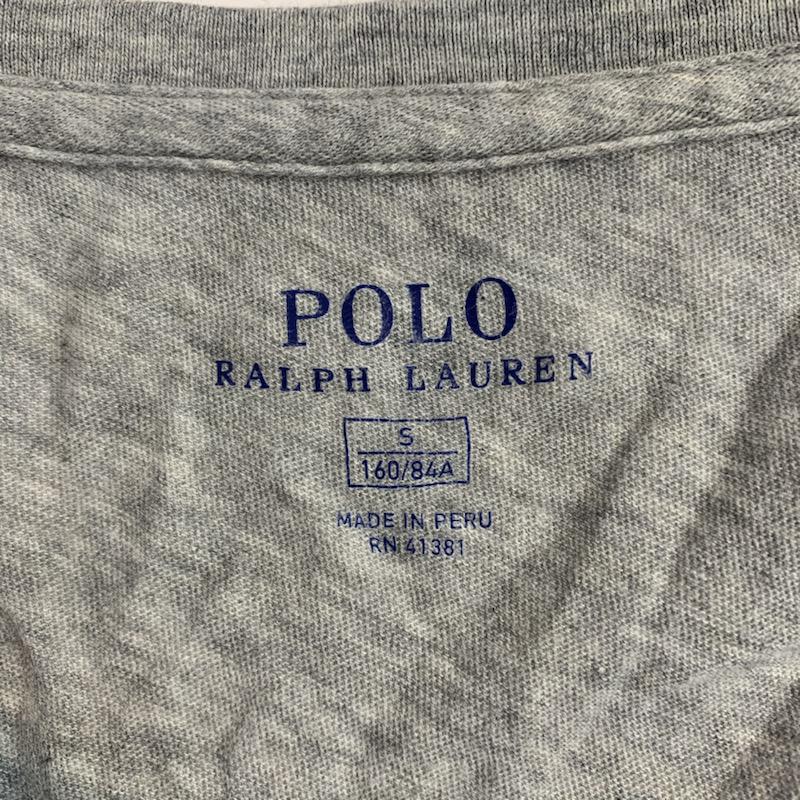 POLO
RALPH LAUREN
S
160/84A
MADE IN PERU
RN 41381